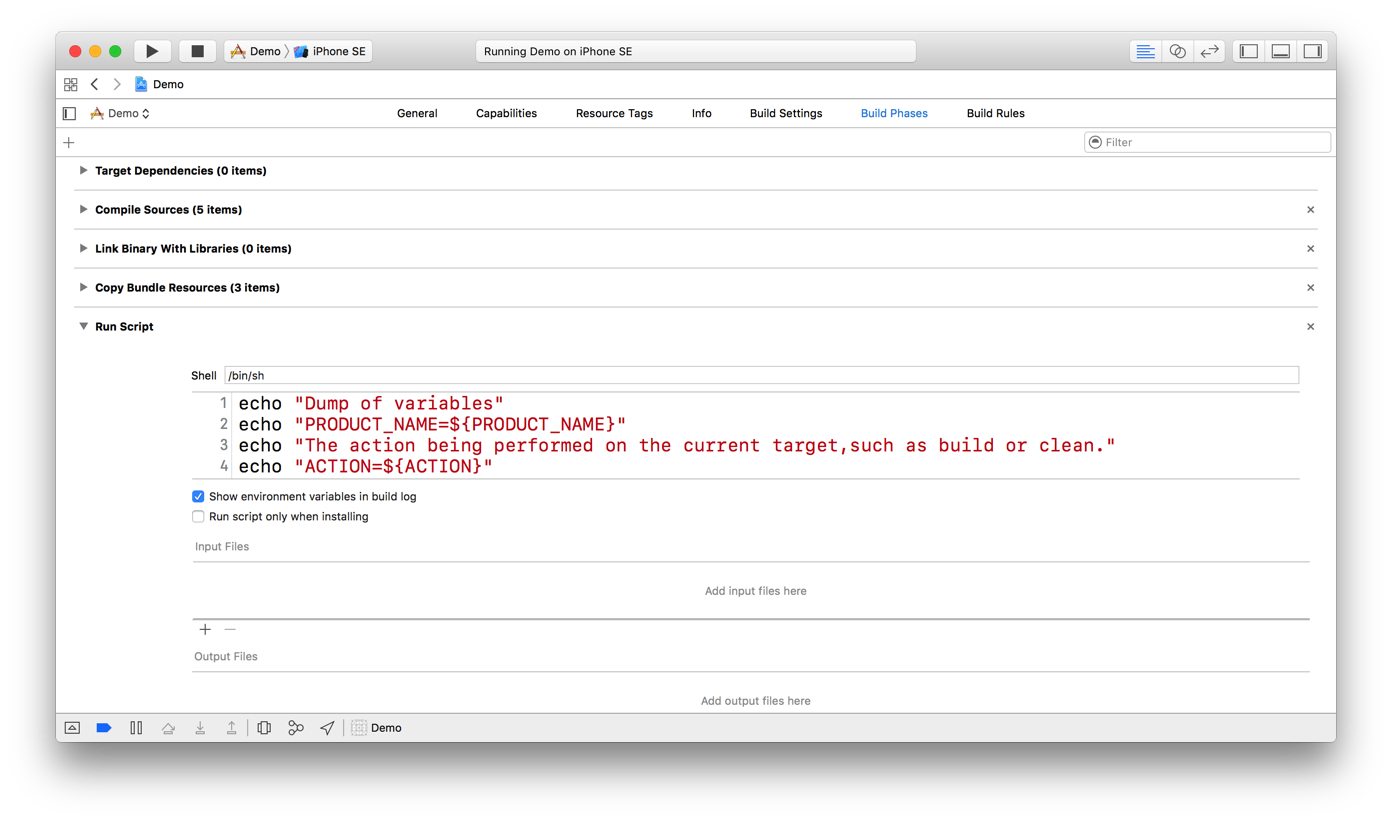 Demo 〉 iPhone SE
Running Demo on iPhone SE
Demo
Demo
General Capabilities Resource Tags Info Build Settings Build Phases Build Rules
Filter
Target Dependencies (0 items)
Compile Sources (5 items)
Link Binary With Libraries (0 items)
Copy Bundle Resources (3 items)
Run Script
Shell /bin/sh
1 echo "Dump of variables"
2 echo "PRODUCT_NAME=${PRODUCT_NAME}"
3 echo "The action being performed on the current target,such as build or clean."
4 echo "ACTION=${ACTION}"
Show environment variables in build log
Run script only when installing
Input Files
Add input files here
Output Files
Add output files here
Demo